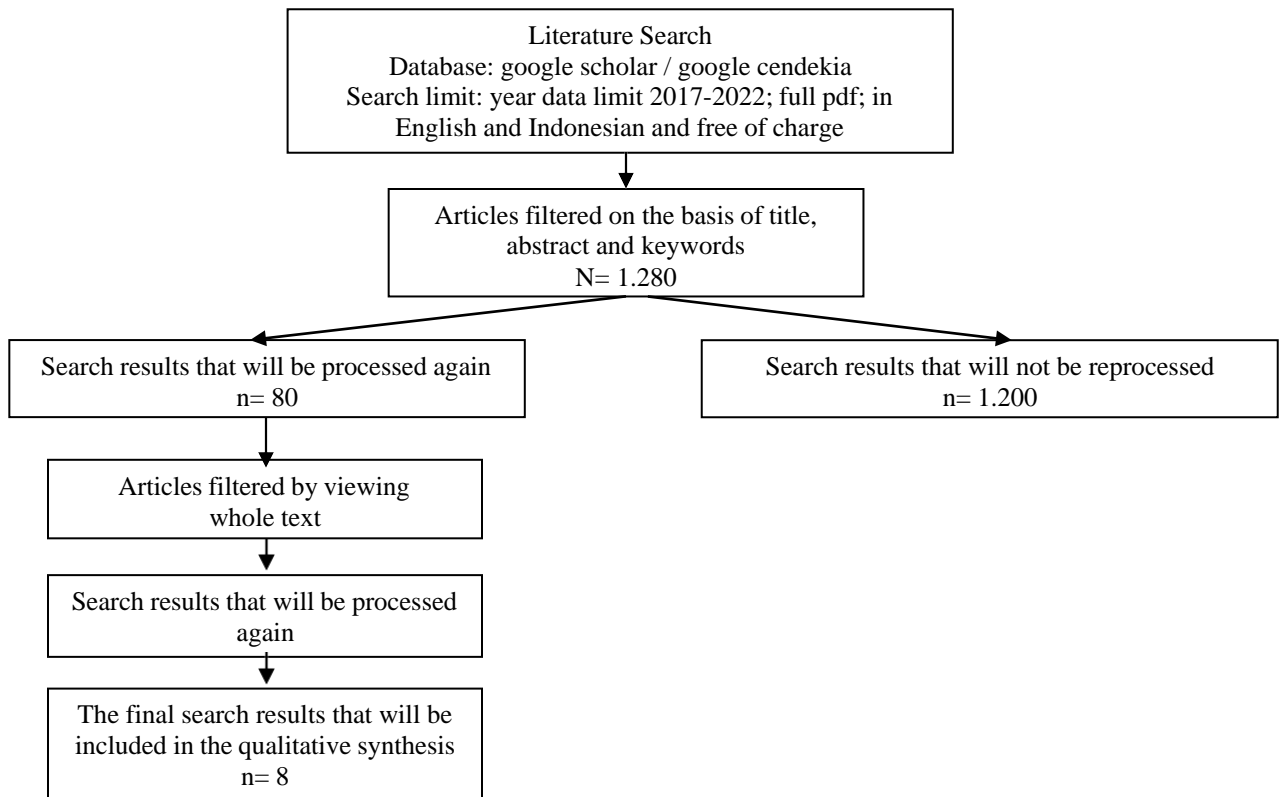 Literature Search
Database: google scholar / google cendekia
Search limit: year data limit 2017-2022; full pdf; in
English and Indonesian and free of charge
Articles filtered on the basis of title,
abstract and keywords
N= 1.280
Search results that will be processed again
n= 80
Search results that will not be reprocessed
n= 1.200
Articles filtered by viewing
whole text
Search results that will be processed
again
The final search results that will be
included in the qualitative synthesis
n= 8